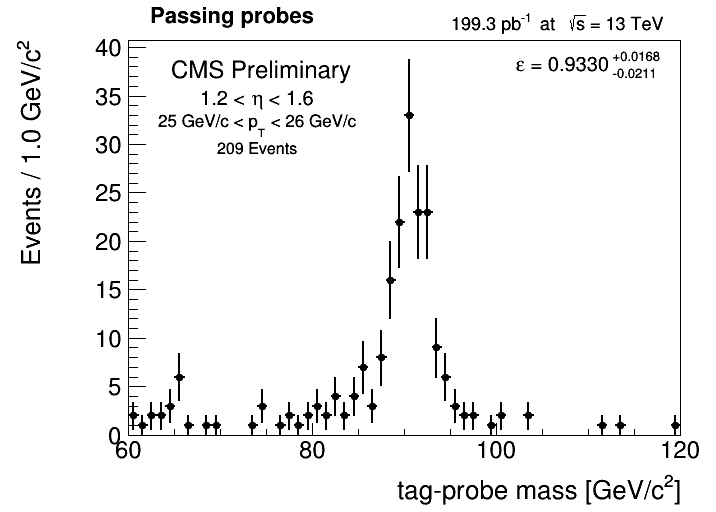 Passing probes
199.3 pb⁻¹ at √s = 13 TeV
CMS Preliminary
ε = 0.9330 +0.0168 -0.0211
1.2 < η < 1.6
25 GeV/c < p_T < 26 GeV/c
209 Events
Events / 1.0 GeV/c²
40
35
30
25
20
15
10
5
0
60 80 100 120
tag-probe mass [GeV/c²]